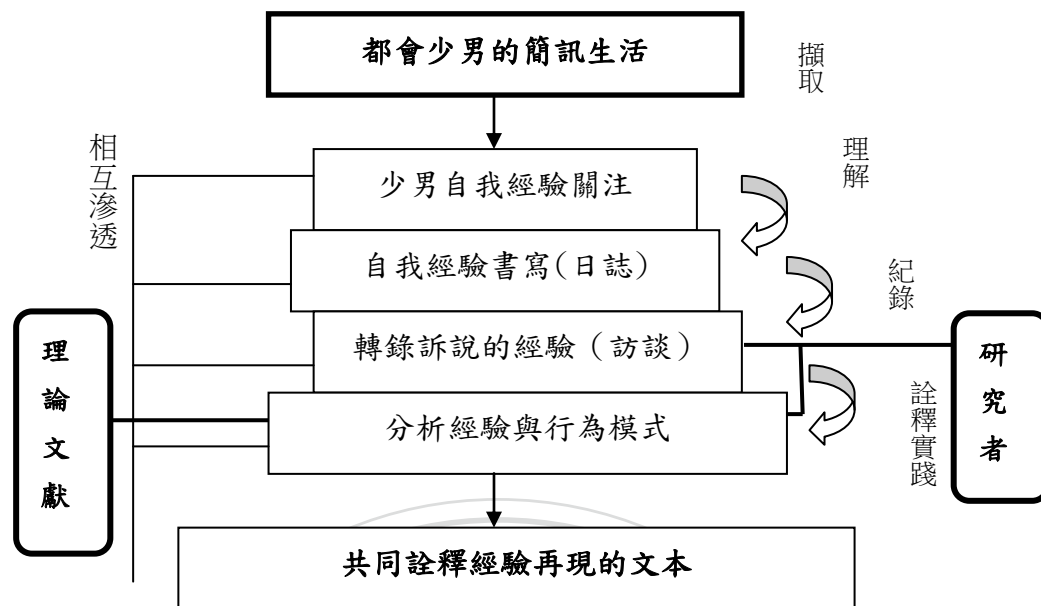 都會少男的簡訊生活
擷取
相互滲透
理解
少男自我經驗關注
自我經驗書寫(日誌)
紀錄
轉錄訴說的經驗（訪談）
理論文獻
研究者
詮釋實踐
分析經驗與行為模式
共同詮釋經驗再現的文本